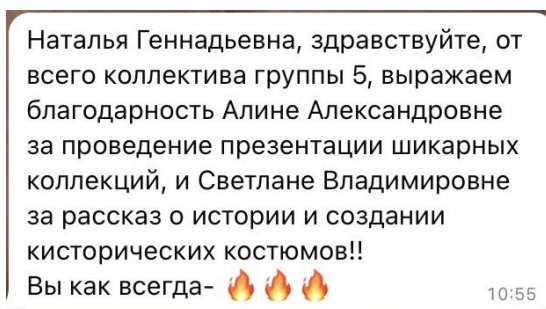 Наталья Геннадьевна, здравствуйте, от
всего коллектива группы 5, выражаем
благодарность Алине Александровне
за проведение презентации шикарных
коллекций, и Светлане Владимировне
за рассказ о истории и создании
кисторических костюмов!!
Вы как всегда- 🔥 🔥 🔥
10:55